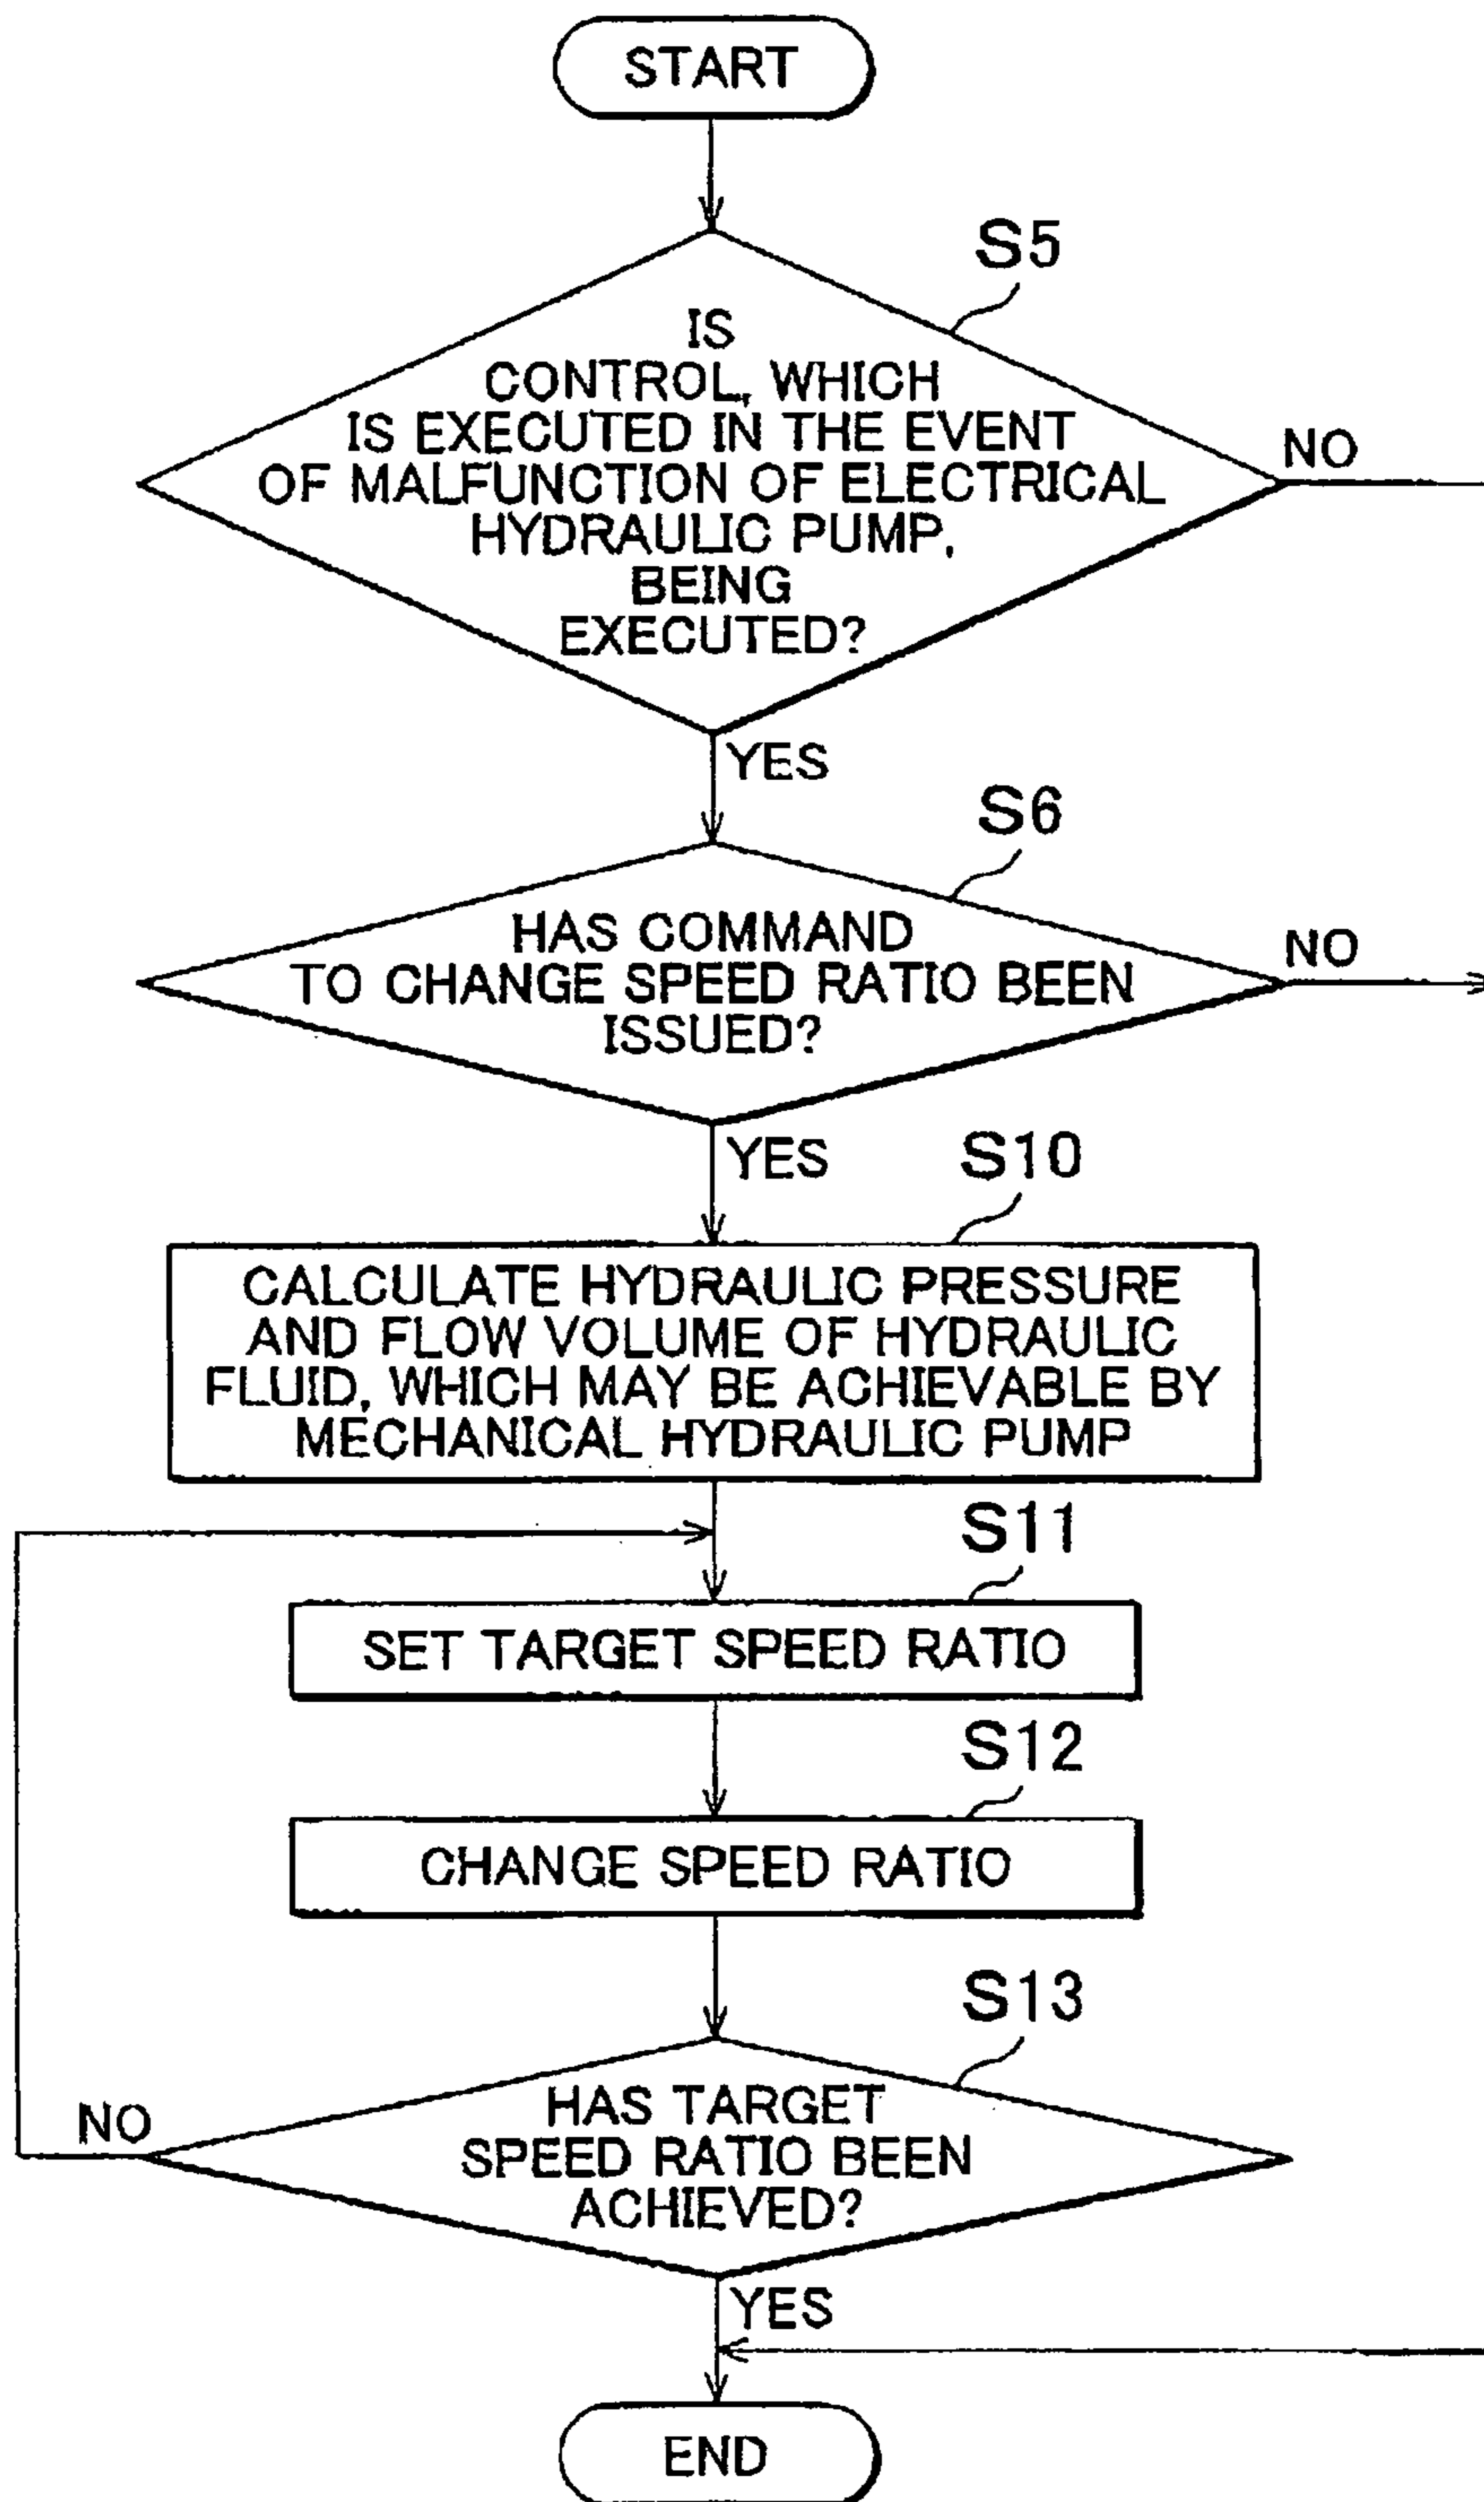 START
S5
IS
CONTROL, WHICH
IS EXECUTED IN THE EVENT
OF MALFUNCTION OF ELECTRICAL
HYDRAULIC PUMP,
BEING
EXECUTED?
NO
YES
S6
HAS COMMAND
TO CHANGE SPEED RATIO BEEN
ISSUED?
NO
YES
S10
CALCULATE HYDRAULIC PRESSURE
AND FLOW VOLUME OF HYDRAULIC
FLUID, WHICH MAY BE ACHIEVABLE BY
MECHANICAL HYDRAULIC PUMP
S11
SET TARGET SPEED RATIO
S12
CHANGE SPEED RATIO
S13
HAS TARGET
SPEED RATIO BEEN
ACHIEVED?
NO
YES
END